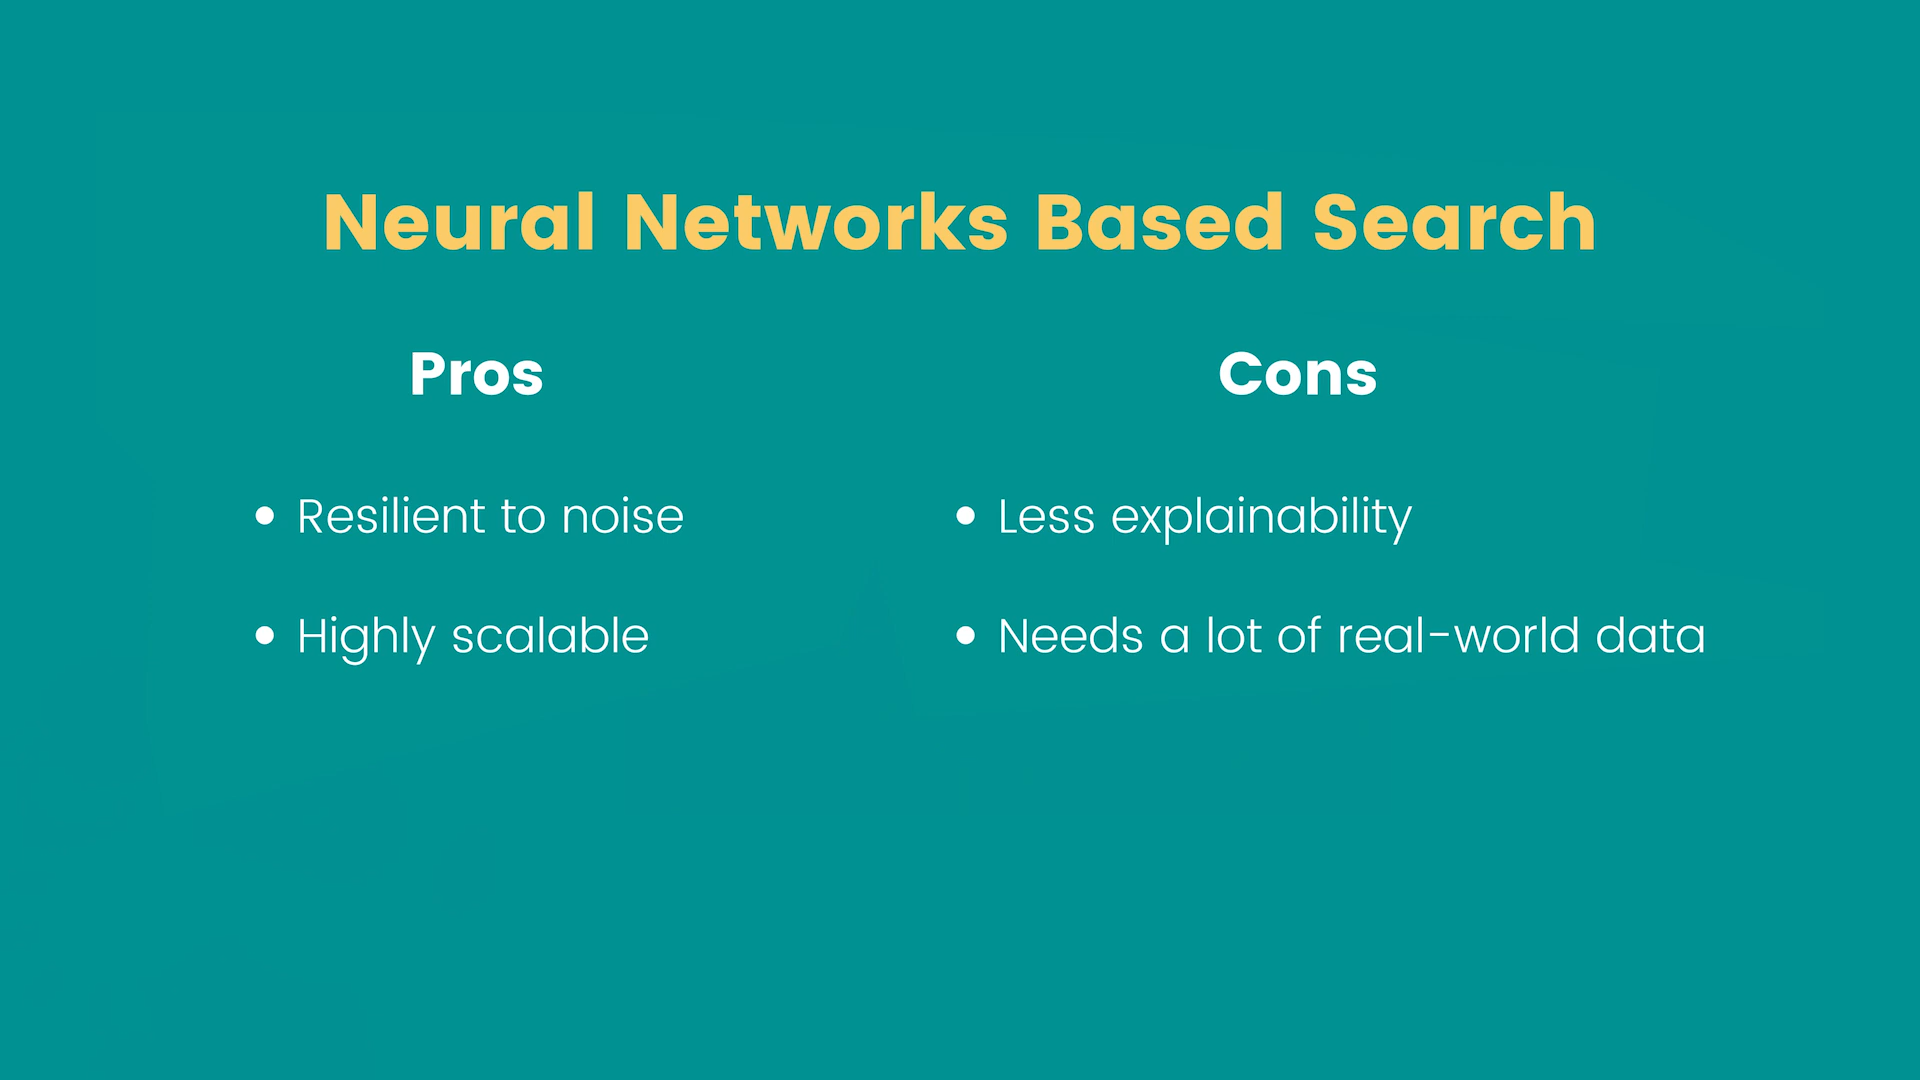 Neural Networks Based Search
Pros
• Resilient to noise
• Highly scalable
Cons
• Less explainability
• Needs a lot of real-world data